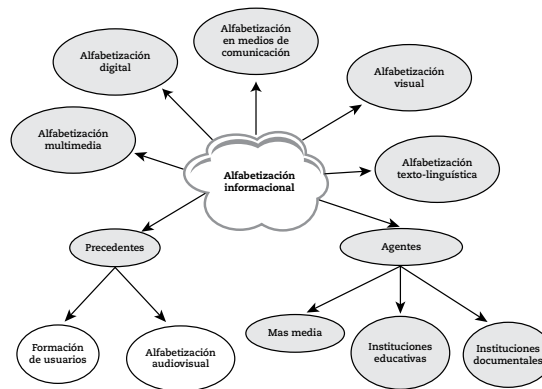 Alfabetización
en medios de
comunicación
Alfabetización
digital
Alfabetización
visual
Alfabetización
multimedia
Alfabetización
informacional
Alfabetización
texto-linguística
Precedentes
Agentes
Formación
de usuarios
Alfabetización
audiovisual
Mas media
Instituciones
educativas
Instituciones
documentales